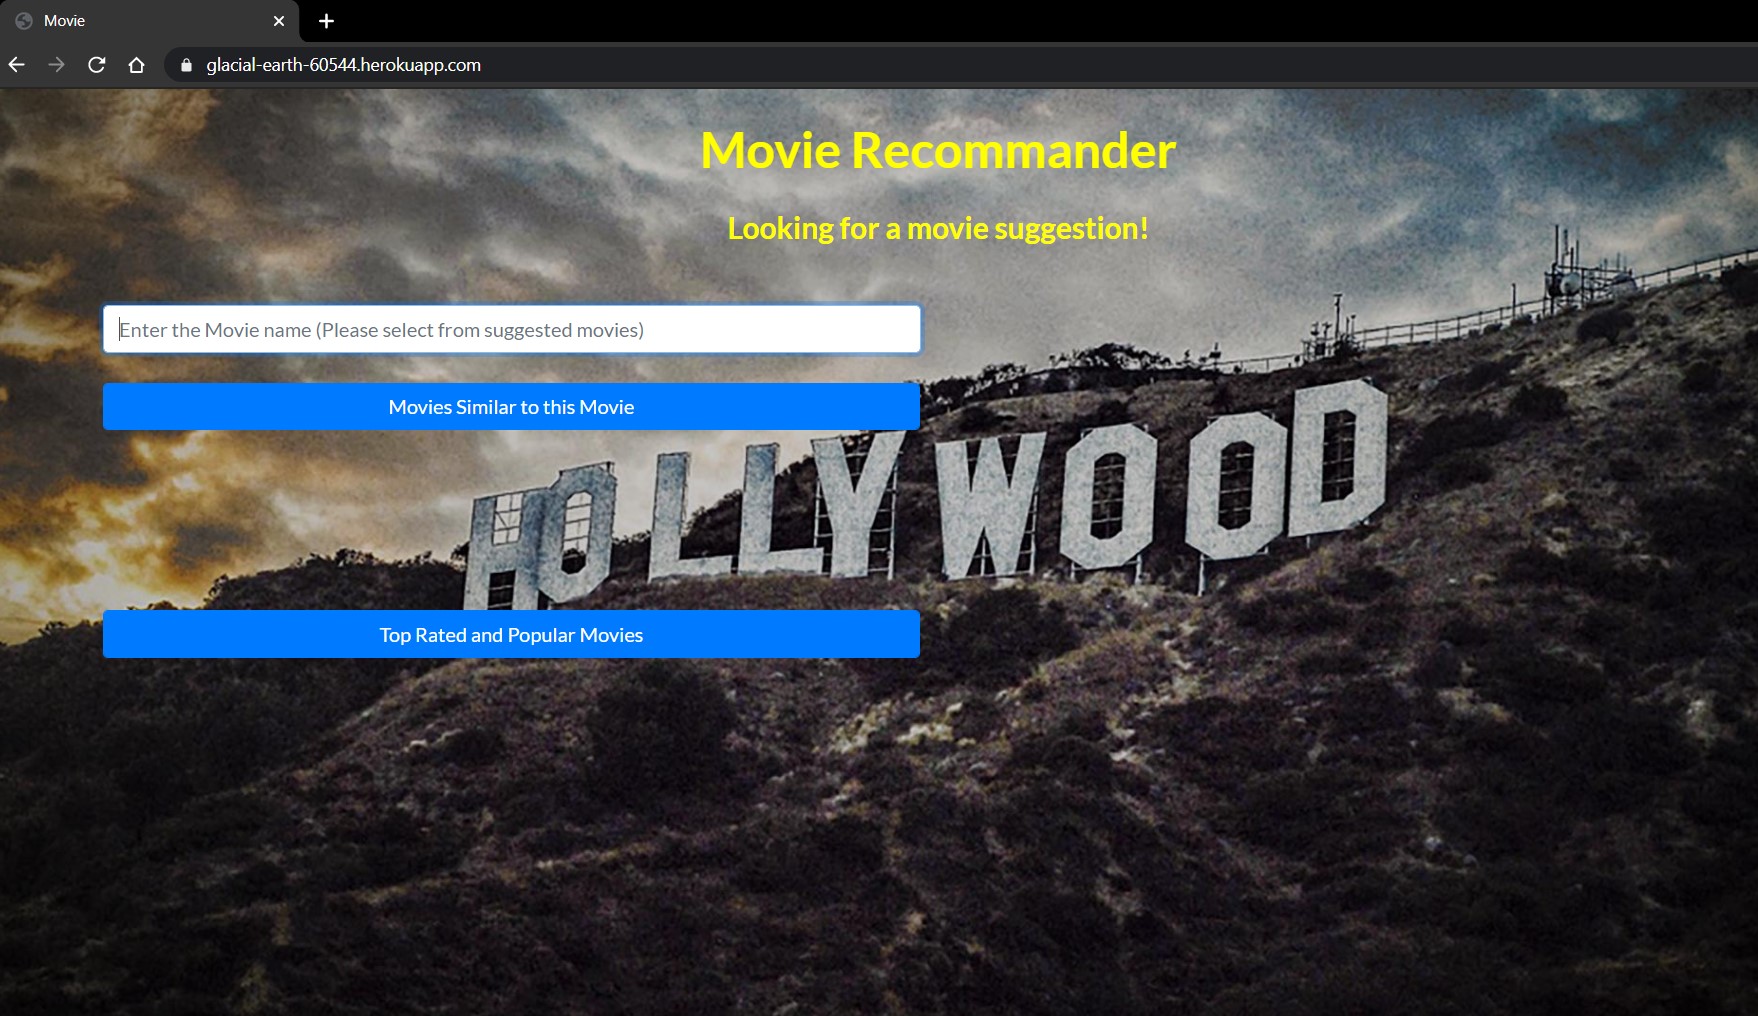 Movie
glacial-earth-60544.herokuapp.com
Movie Recommander
Looking for a movie suggestion!
Enter the Movie name (Please select from suggested movies)
Movies Similar to this Movie
HOLLYWOOD
Top Rated and Popular Movies